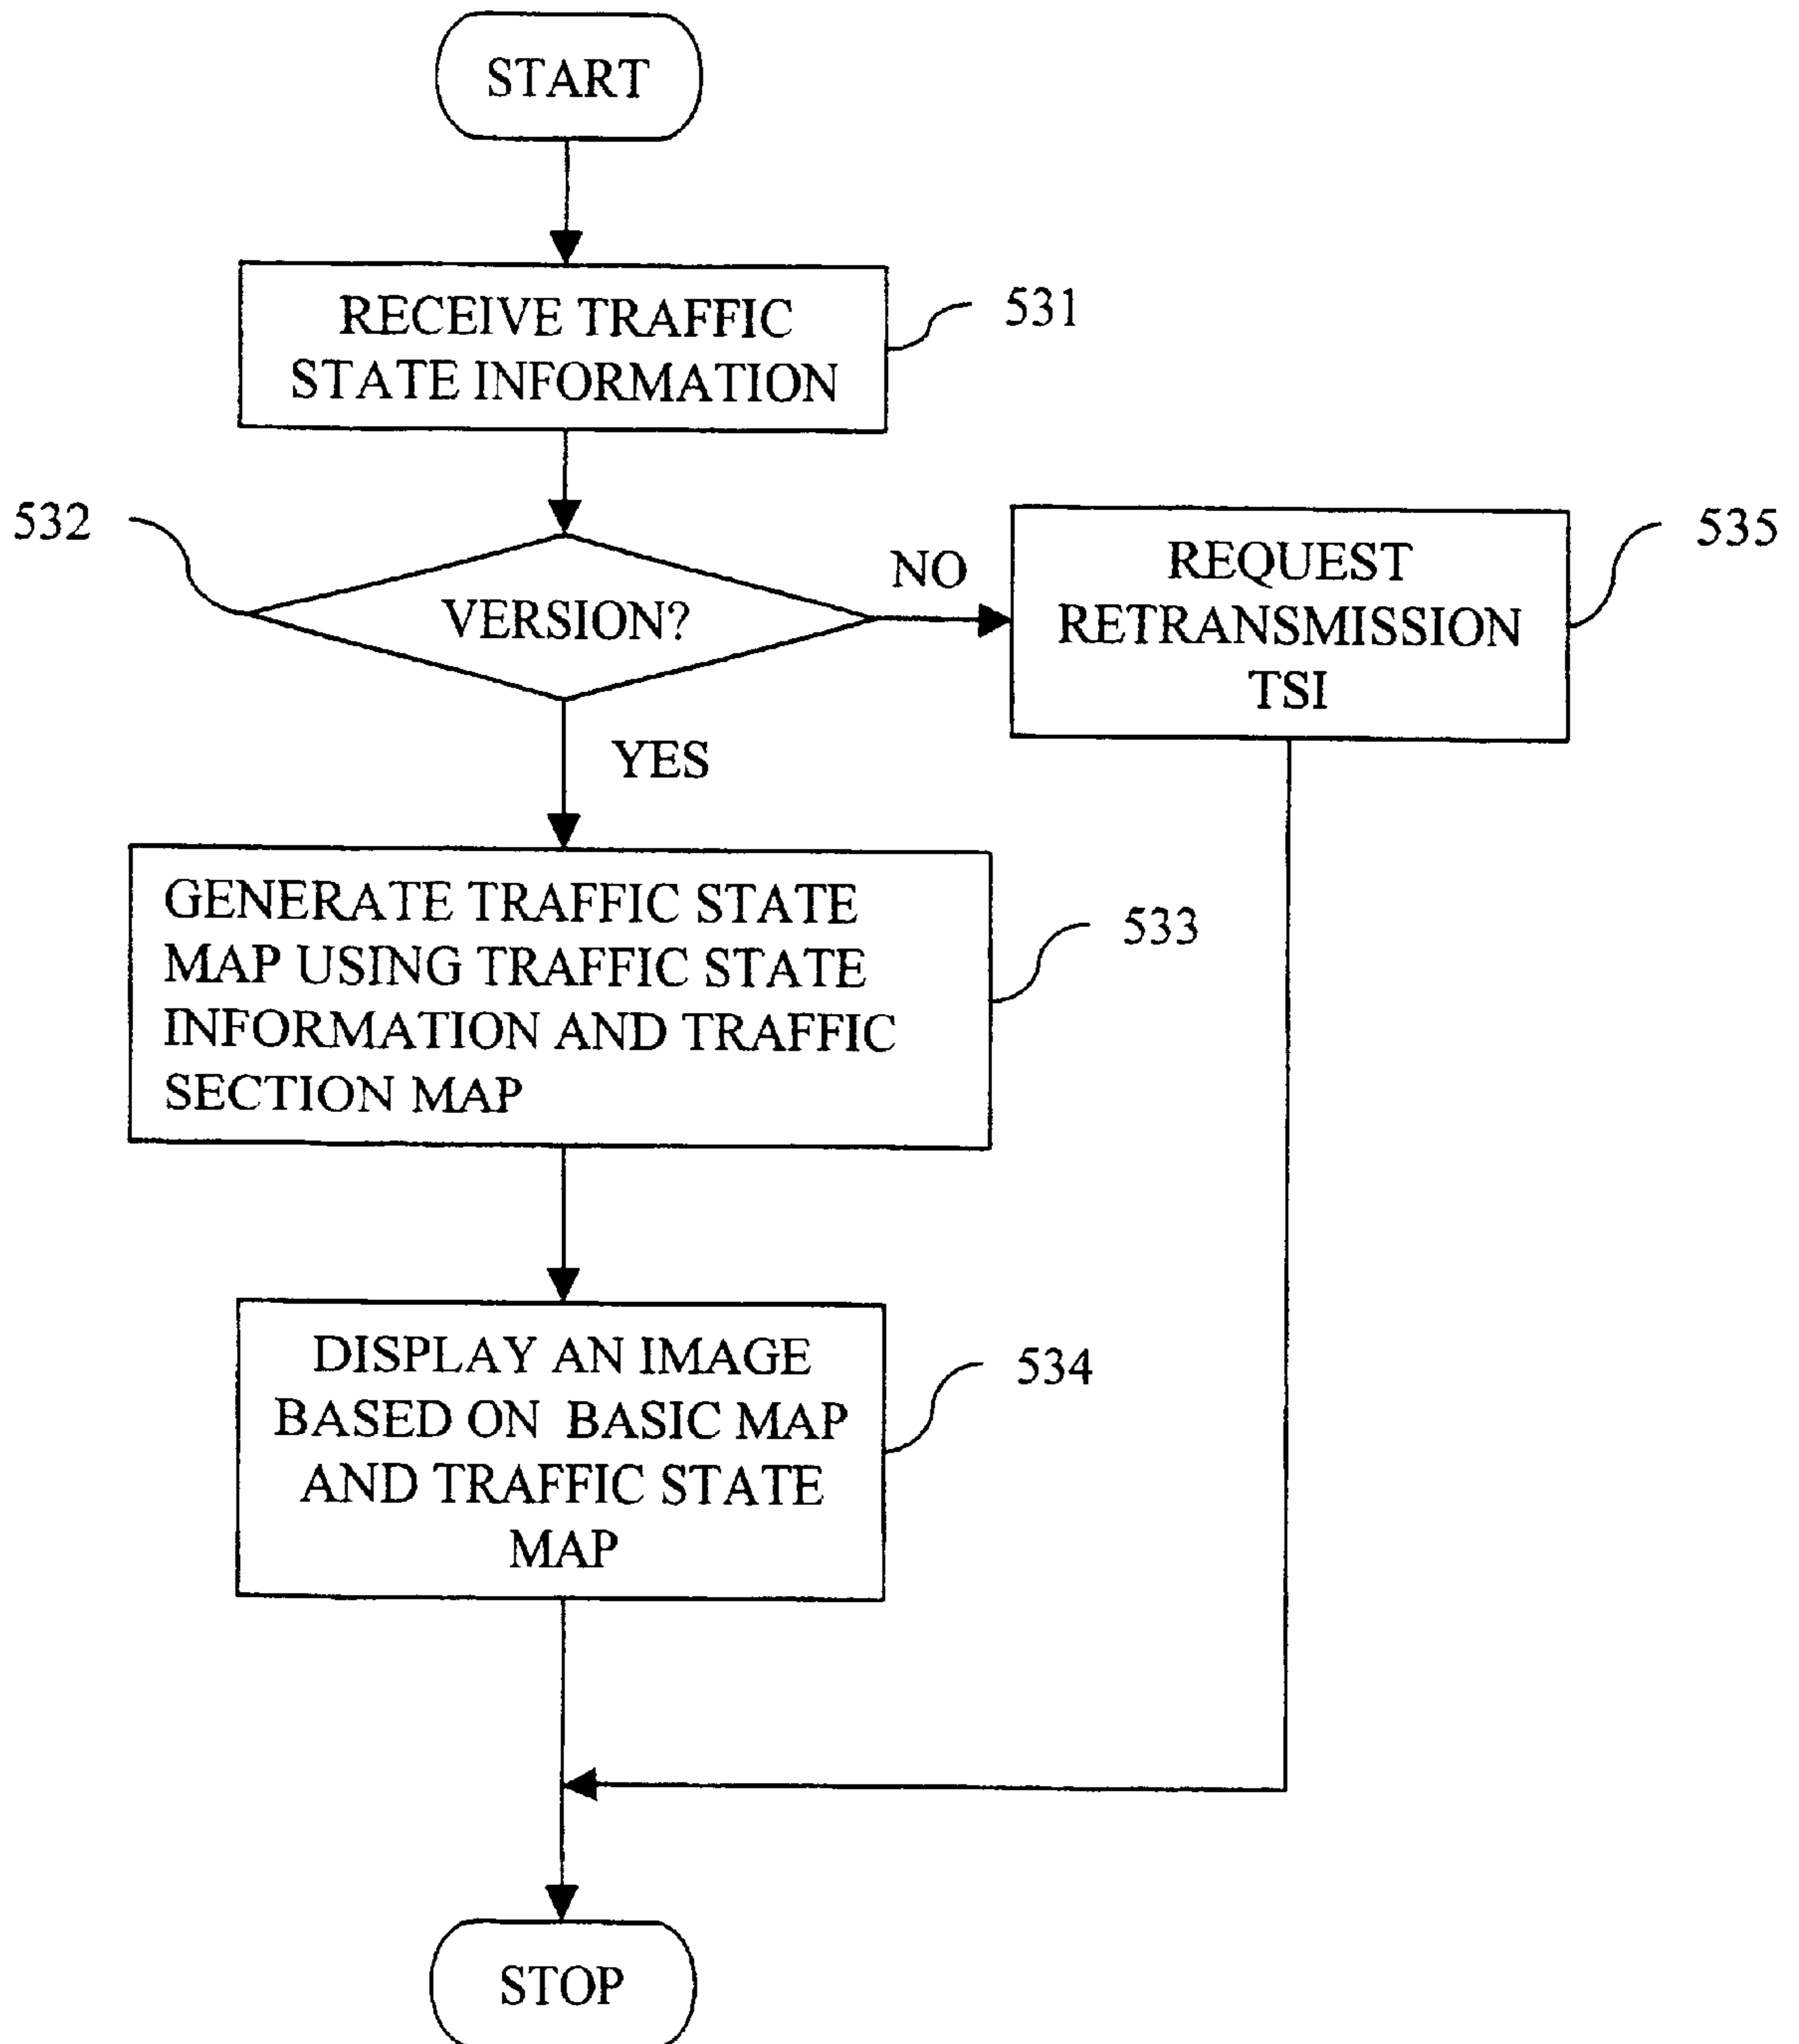 START
RECEIVE TRAFFIC
STATE INFORMATION
531
532
VERSION?
NO
REQUEST
RETRANSMISSION
TSI
535
YES
GENERATE TRAFFIC STATE
MAP USING TRAFFIC STATE
INFORMATION AND TRAFFIC
SECTION MAP
533
DISPLAY AN IMAGE
BASED ON BASIC MAP
AND TRAFFIC STATE
MAP
534
STOP